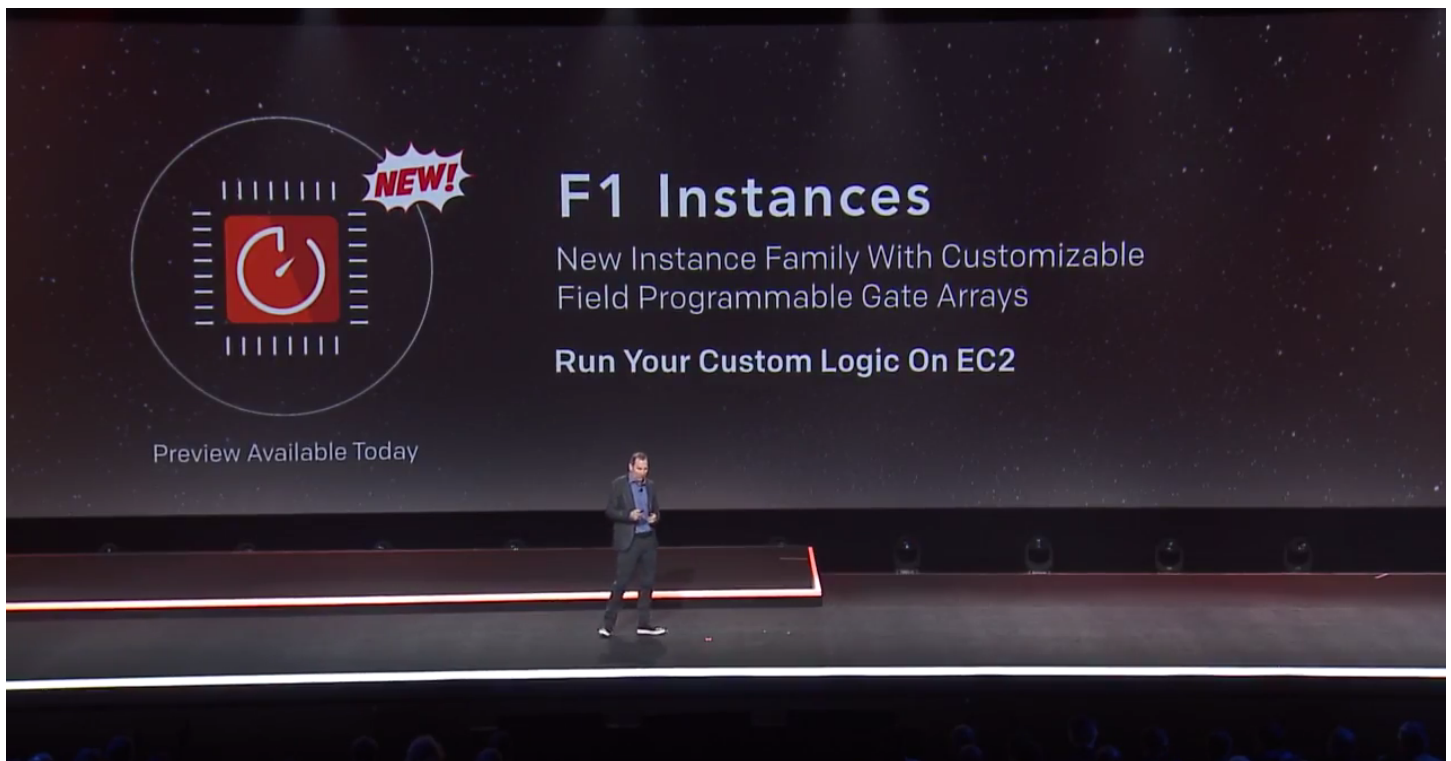 NEW!
F1 Instances
New Instance Family With Customizable
Field Programmable Gate Arrays
Run Your Custom Logic On EC2
Preview Available Today